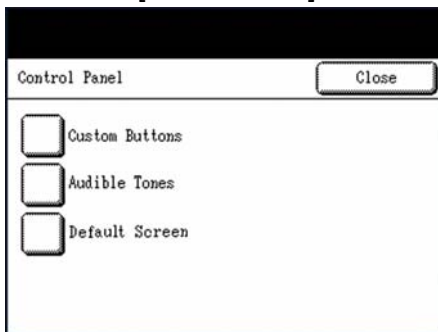 Control Panel
Close
Custom Buttons
Audible Tones
Default Screen